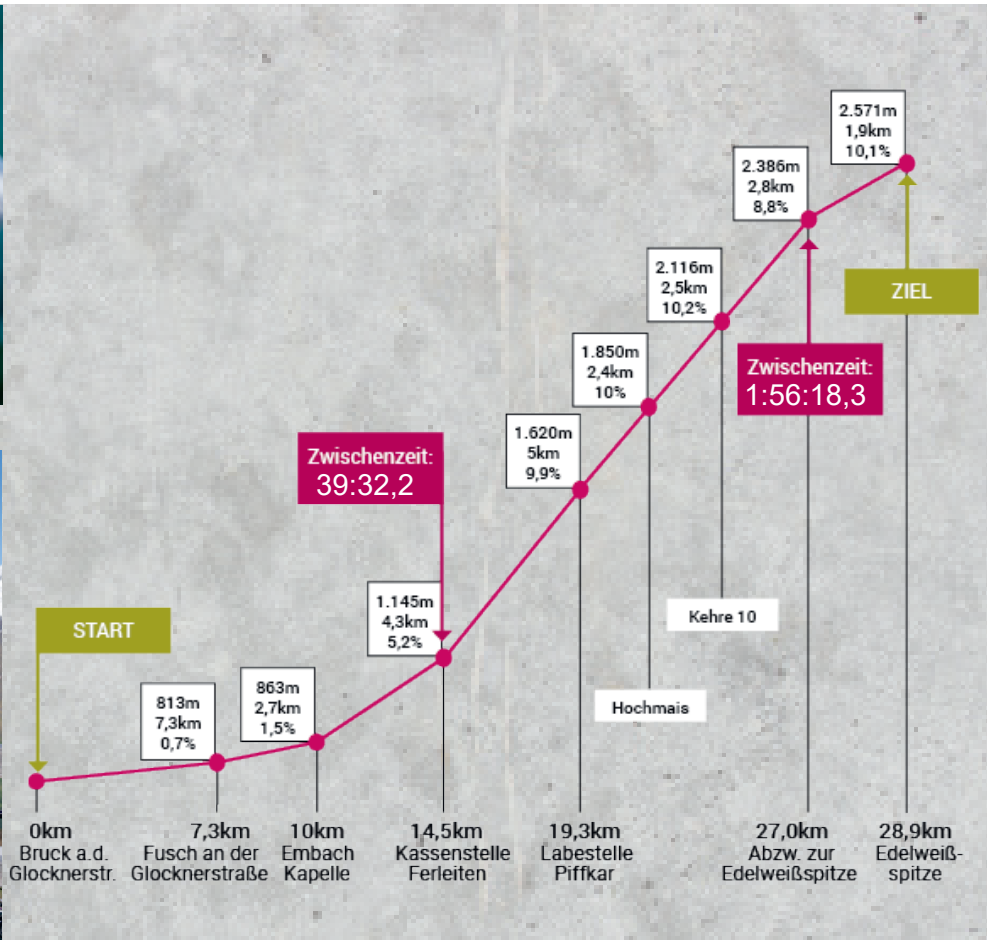 2.571m
1,9km
10,1%
2.386m
2,8km
8,8%
2.116m
2,5km
10,2%
ZIEL
1.850m
2,4km
10%
Zwischenzeit:
1:56:18,3
1.620m
5km
9,9%
Zwischenzeit:
39:32,2
1.145m
4,3km
5,2%
Kehre 10
START
863m
2,7km
1,5%
813m
7,3km
0,7%
Hochmais
0km
Bruck a.d.
Glocknerstr.
7,3km
Fusch an der
Glocknerstraße
10km
Embach
Kapelle
14,5km
Kassenstelle
Ferleiten
19,3km
Labestelle
Piffkar
27,0km
Abzw. zur
Edelweißspitze
28,9km
Edelweiß-
spitze